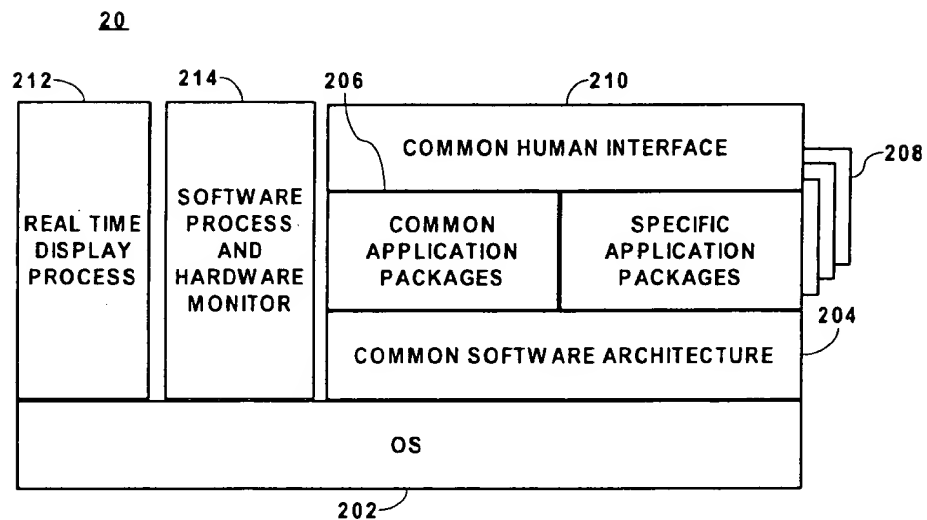 20
212
214
206
210
208
COMMON HUMAN INTERFACE
REAL TIME
DISPLAY
PROCESS
SOFTWARE
PROCESS
AND
HARDWARE
MONITOR
COMMON
APPLICATION
PACKAGES
SPECIFIC
APPLICATION
PACKAGES
204
COMMON SOFTWARE ARCHITECTURE
OS
202